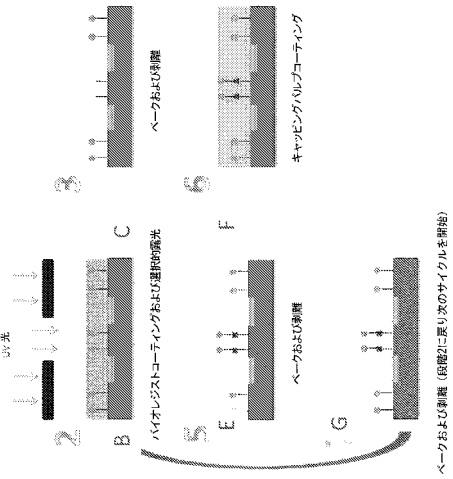 UV 光
2
B
バイオレジストコーティングおよび選択的露光
3
C
ベークおよび剥離
5
E
ベークおよび剥離
6
F
キャッピングパルプコーティング
G
ベークおよび剥離（段階2に戻り次のサイクルを開始）